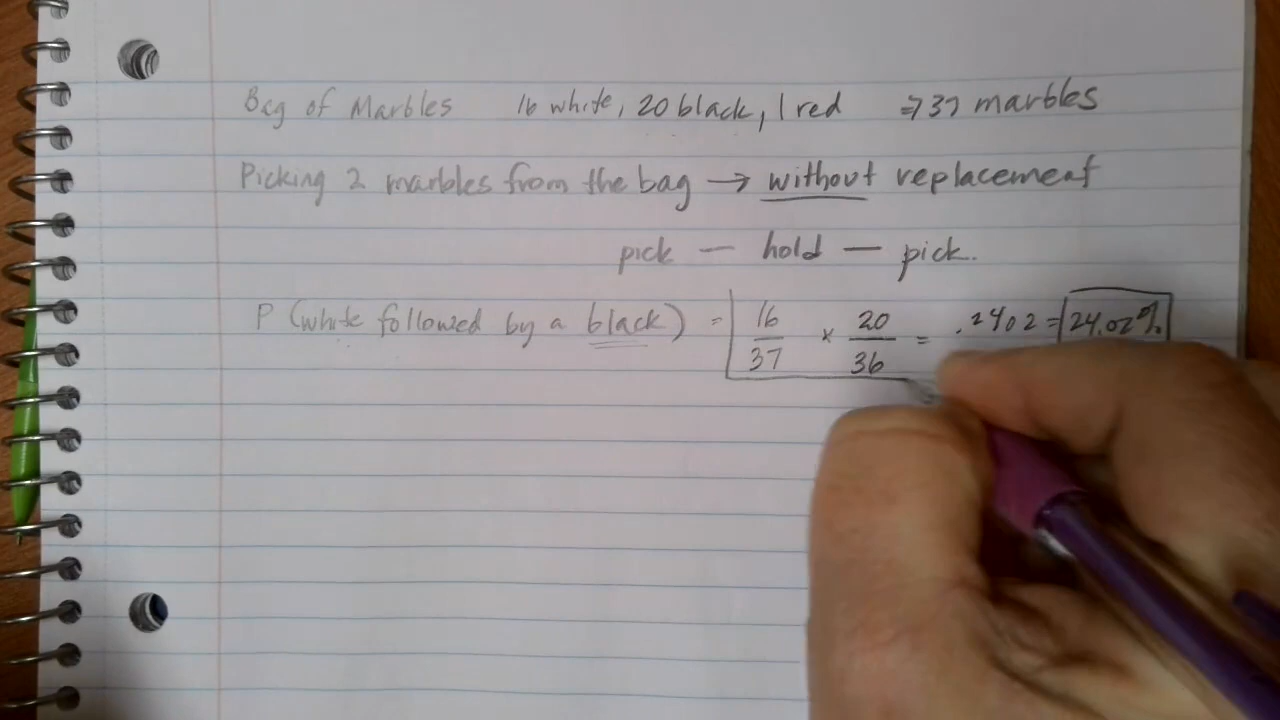 Bag of Marbles 16 white, 20 black, 1 red ⇒ 37 marbles
Picking 2 marbles from the bag → without replacement
pick — hold — pick.
P (white followed by a black) = 16/37 × 20/36 = .2402 = 24.02%